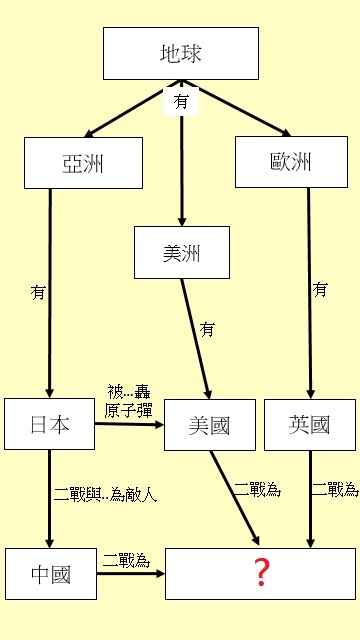 地球
有
亞洲
歐洲
美洲
有
有
有
被...轟
原子彈
日本
美國
英國
二戰與..為敵人
二戰為
二戰為
中國
二戰為
?